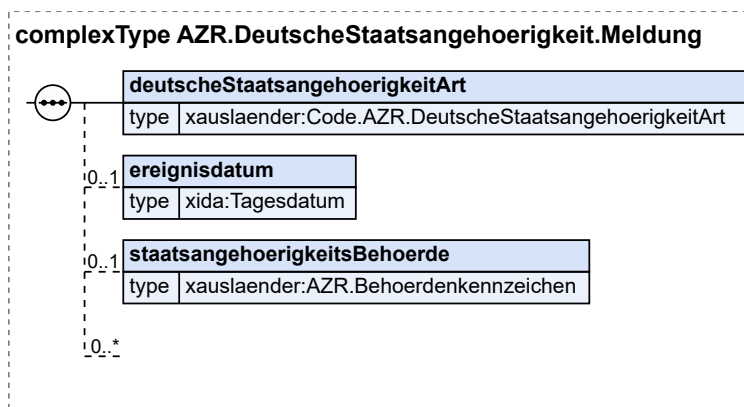 complexType AZR.DeutscheStaatsangehoerigkeit.Meldung
deutscheStaatsangehoerigkeitArt
type xauslaender:Code.AZR.DeutscheStaatsangehoerigkeitArt
0..1 ereignisdatum
type xida:Tagesdatum
0..1 staatsangehoerigkeitsBehoerde
type xauslaender:AZR.Behoerdenkennzeichen
0..*